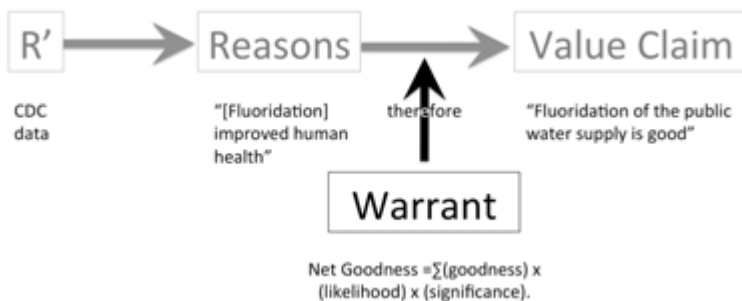 R’ Reasons Value Claim
CDC
data
“[Fluoridation]
improved human
health”
therefore
“Fluoridation of the public
water supply is good”
Warrant
Net Goodness =∑(goodness) x
(likelihood) x (significance).